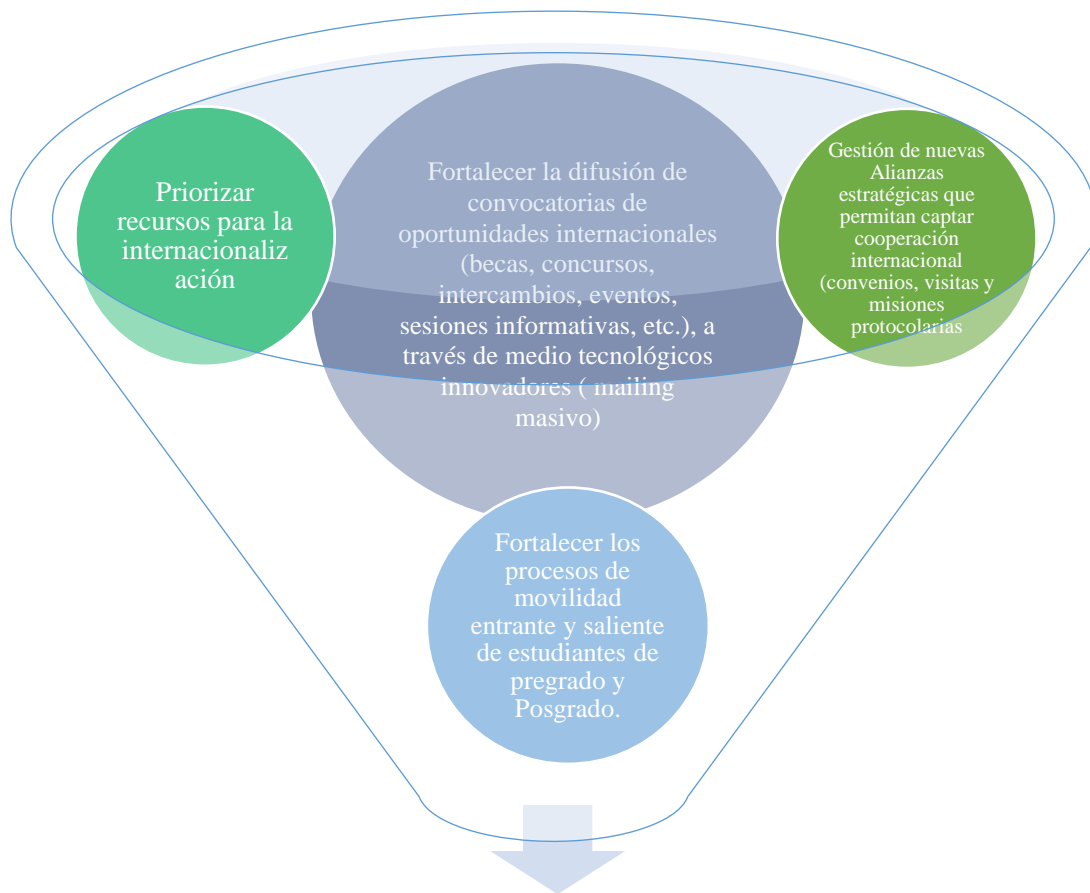 Priorizar
recursos para la
internacionaliz
ación
Fortalecer la difusión de
convocatorias de
oportunidades internacionales
(becas, concursos,
intercambios, eventos,
sesiones informativas, etc.), a
través de medio tecnológicos
innovadores ( mailing
masivo)
Gestión de nuevas
Alianzas
estratégicas que
permitan captar
cooperación
internacional
(convenios, visitas y
misiones
protocolarias
Fortalecer los
procesos de
movilidad
entrante y saliente
de estudiantes de
pregrado y
Posgrado.